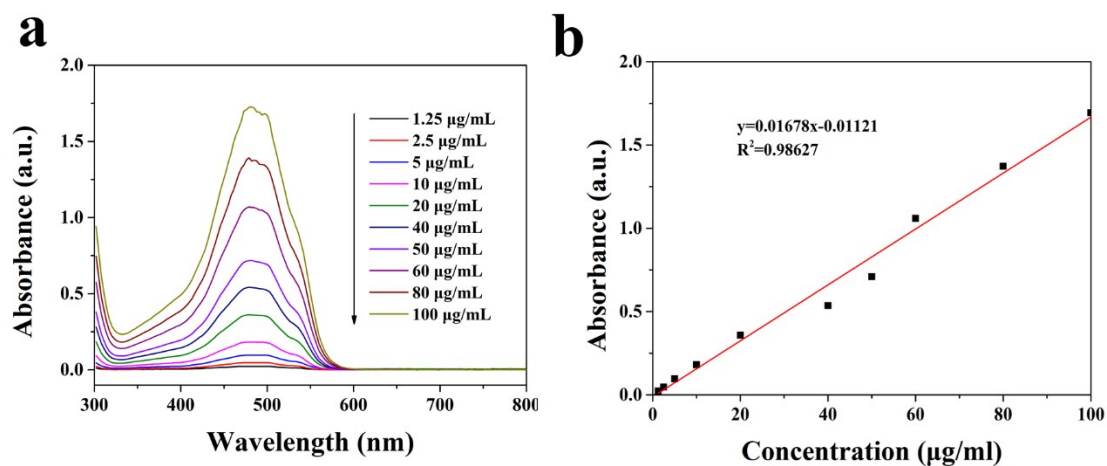 a
2.0
1.5
1.0
0.5
0.0
Absorbance (a.u.)
300 400 500 600 700 800
Wavelength (nm)
1.25 μg/mL
2.5 μg/mL
5 μg/mL
10 μg/mL
20 μg/mL
40 μg/mL
50 μg/mL
60 μg/mL
80 μg/mL
100 μg/mL
b
2.0
1.5
1.0
0.5
0.0
Absorbance (a.u.)
y=0.01678x-0.01121
R²=0.98627
0 20 40 60 80 100
Concentration (μg/ml)